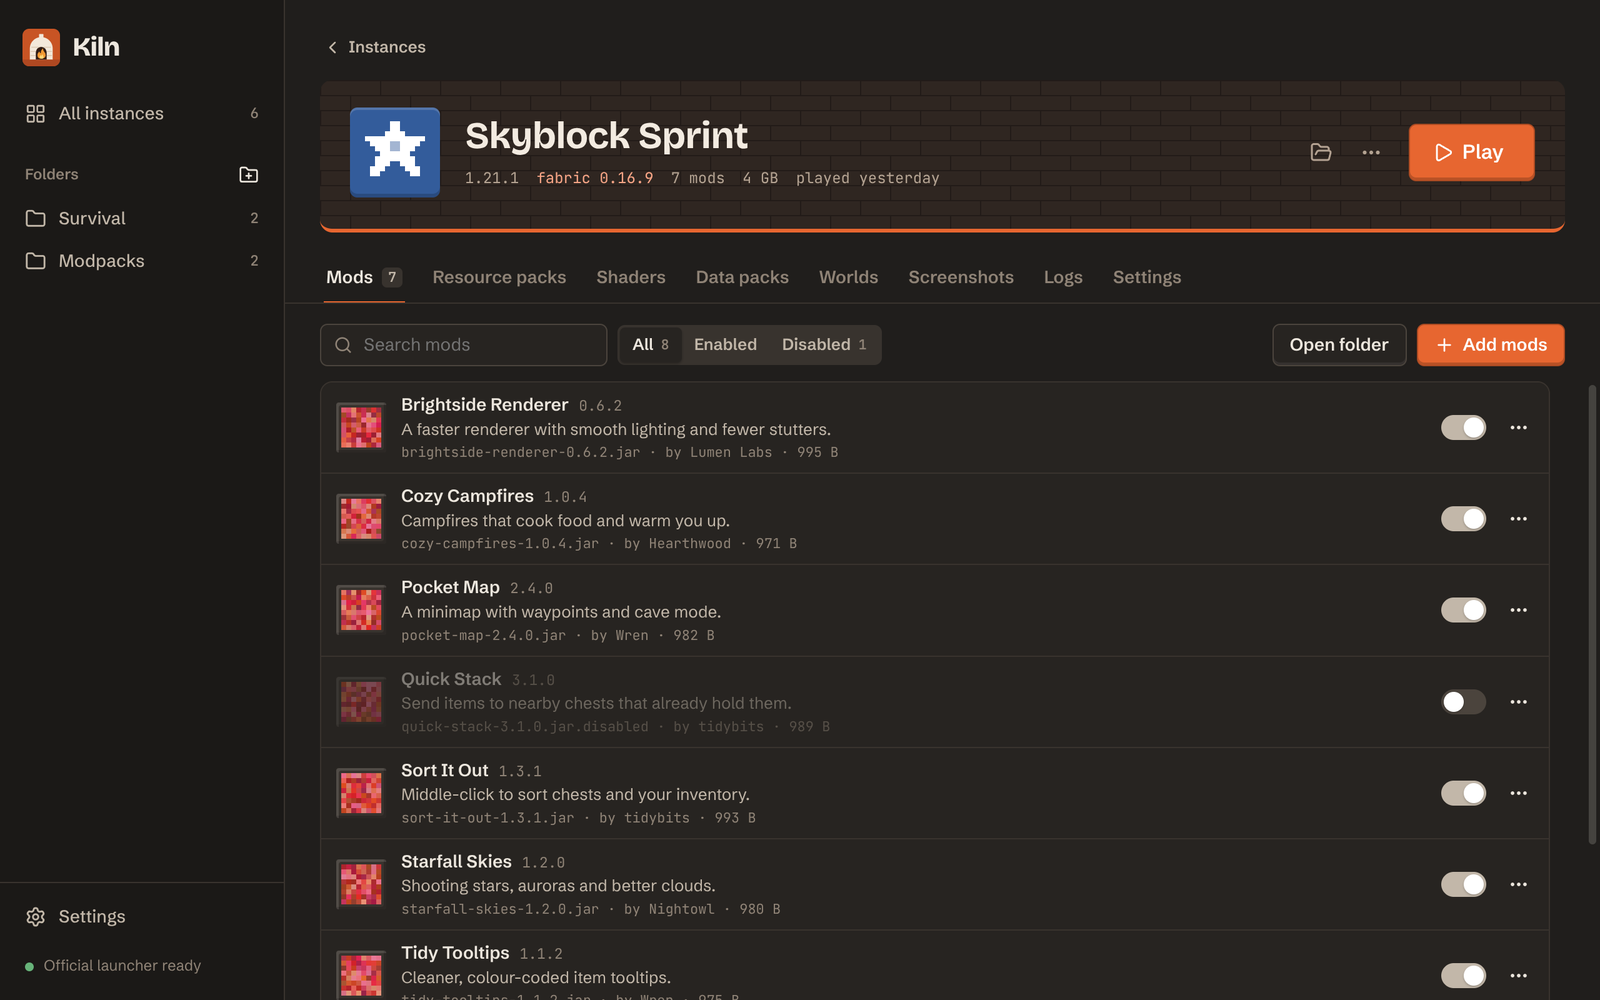 Kiln
All instances 6
Folders
Survival 2
Modpacks 2
Settings
Official launcher ready
Instances
Skyblock Sprint
1.21.1 fabric 0.16.9 7 mods 4 GB played yesterday
Play
Mods 7 Resource packs Shaders Data packs Worlds Screenshots Logs Settings
Search mods All 8 Enabled Disabled 1 Open folder Add mods
Brightside Renderer 0.6.2
A faster renderer with smooth lighting and fewer stutters.
brightside-renderer-0.6.2.jar · by Lumen Labs · 995 B
Cozy Campfires 1.0.4
Campfires that cook food and warm you up.
cozy-campfires-1.0.4.jar · by Hearthwood · 971 B
Pocket Map 2.4.0
A minimap with waypoints and cave mode.
pocket-map-2.4.0.jar · by Wren · 982 B
Quick Stack 3.1.0
Send items to nearby chests that already hold them.
quick-stack-3.1.0.jar.disabled · by tidybits · 989 B
Sort It Out 1.3.1
Middle-click to sort chests and your inventory.
sort-it-out-1.3.1.jar · by tidybits · 993 B
Starfall Skies 1.2.0
Shooting stars, auroras and better clouds.
starfall-skies-1.2.0.jar · by Nightowl · 980 B
Tidy Tooltips 1.1.2
Cleaner, colour-coded item tooltips.
tidy-tooltips-1.1.2.jar · by Wren · 975 B